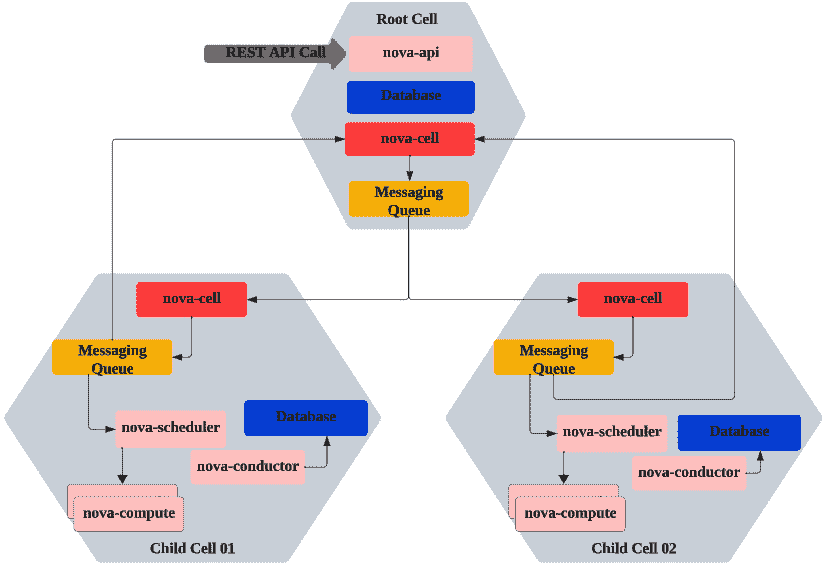 Root Cell
REST API Call
nova-api
Database
nova-cell
Messaging
Queue
nova-cell
Messaging
Queue
nova-scheduler
Database
nova-conductor
nova-compute
Child Cell 01
nova-cell
Messaging
Queue
nova-scheduler
Database
nova-conductor
nova-compute
Child Cell 02